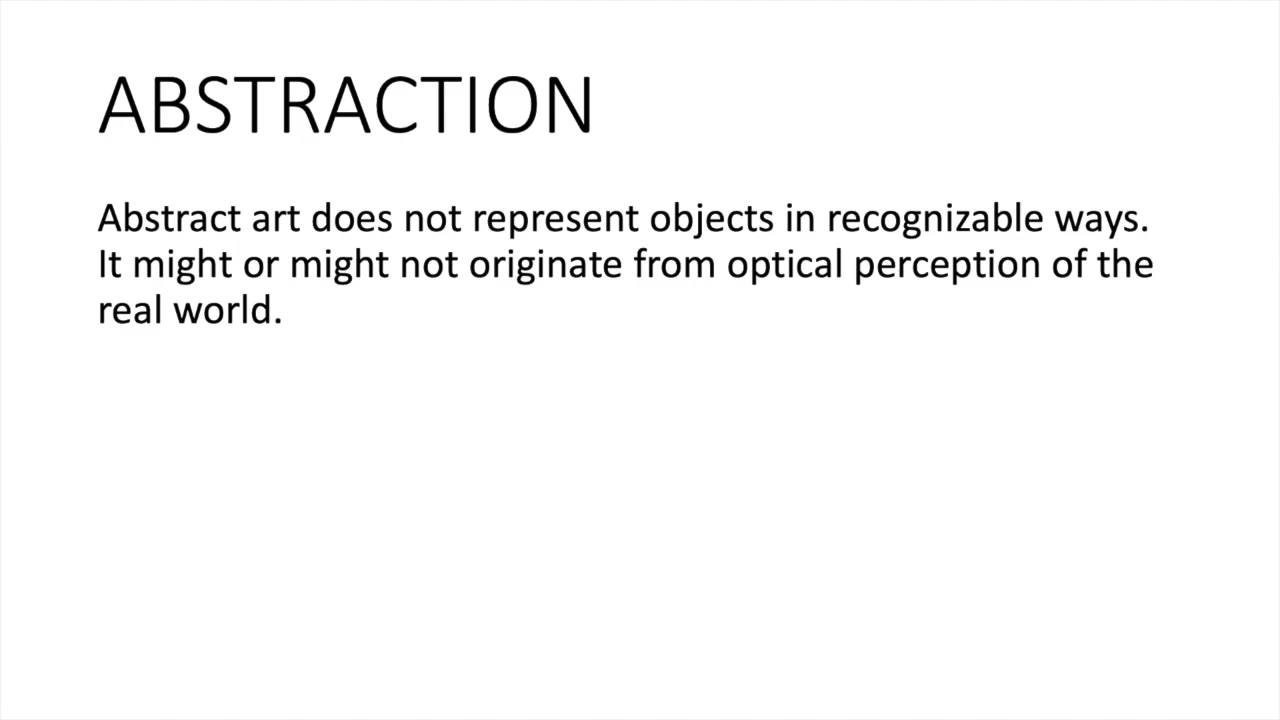 ABSTRACTION
Abstract art does not represent objects in recognizable ways.
It might or might not originate from optical perception of the
real world.